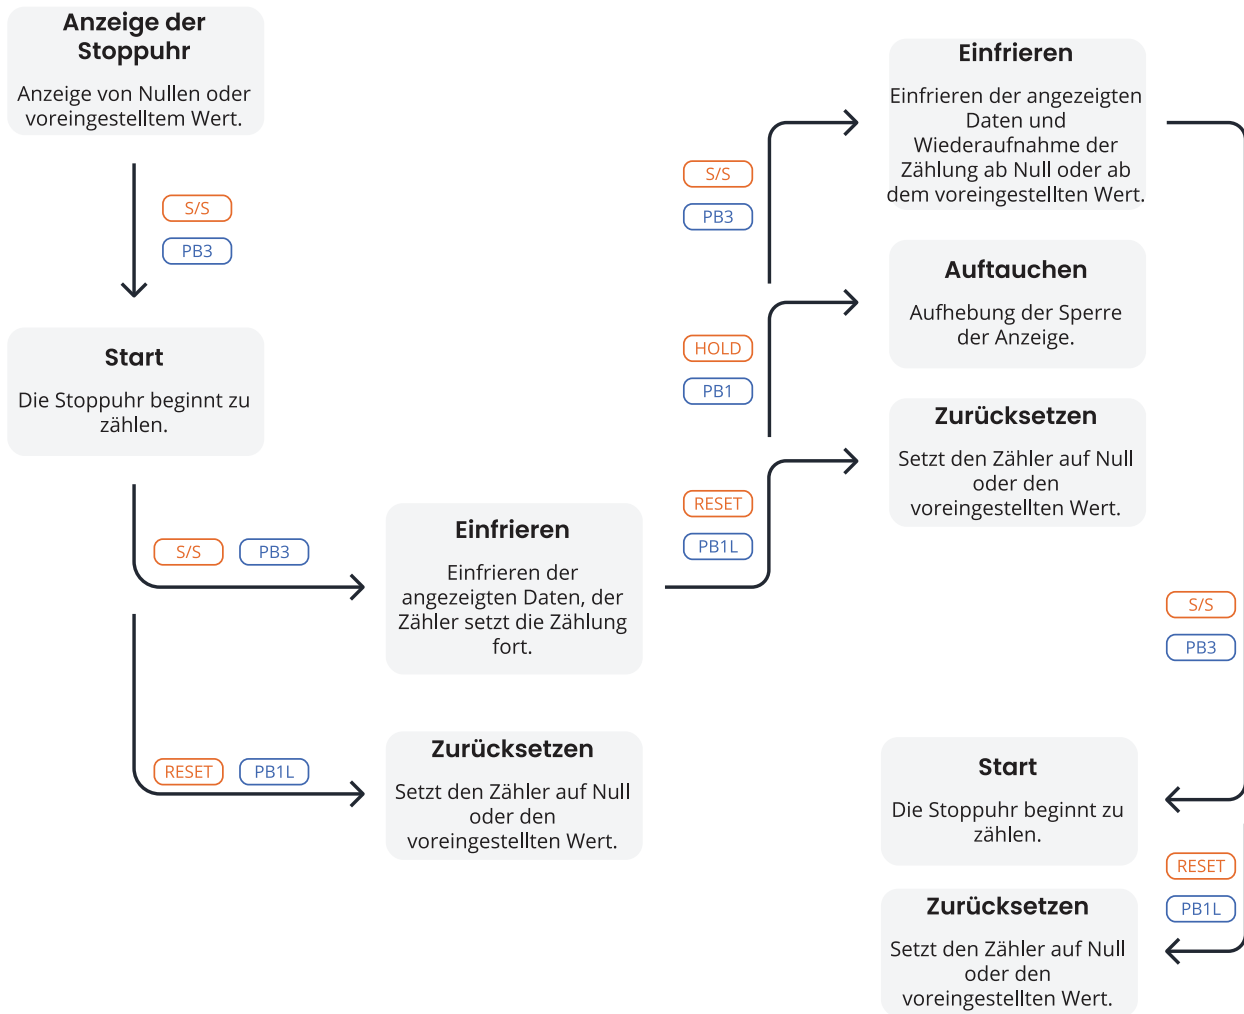 Anzeige der
Stoppuhr
Anzeige von Nullen oder
voreingestelltem Wert.
S/S
PB3
Start
Die Stoppuhr beginnt zu
zählen.
S/S PB3
Einfrieren
Einfrieren der
angezeigten Daten, der
Zähler setzt die Zählung
fort.
RESET PB1L
Zurücksetzen
Setzt den Zähler auf Null
oder den
voreingestellten Wert.
S/S
PB3
Einfrieren
Einfrieren der angezeigten
Daten und
Wiederaufnahme der
Zählung ab Null oder ab
dem voreingestellten Wert.
HOLD
PB1
Auftauchen
Aufhebung der Sperre
der Anzeige.
RESET
PB1L
Zurücksetzen
Setzt den Zähler auf Null
oder den
voreingestellten Wert.
S/S
PB3
Start
Die Stoppuhr beginnt zu
zählen.
RESET
PB1L
Zurücksetzen
Setzt den Zähler auf Null
oder den
voreingestellten Wert.